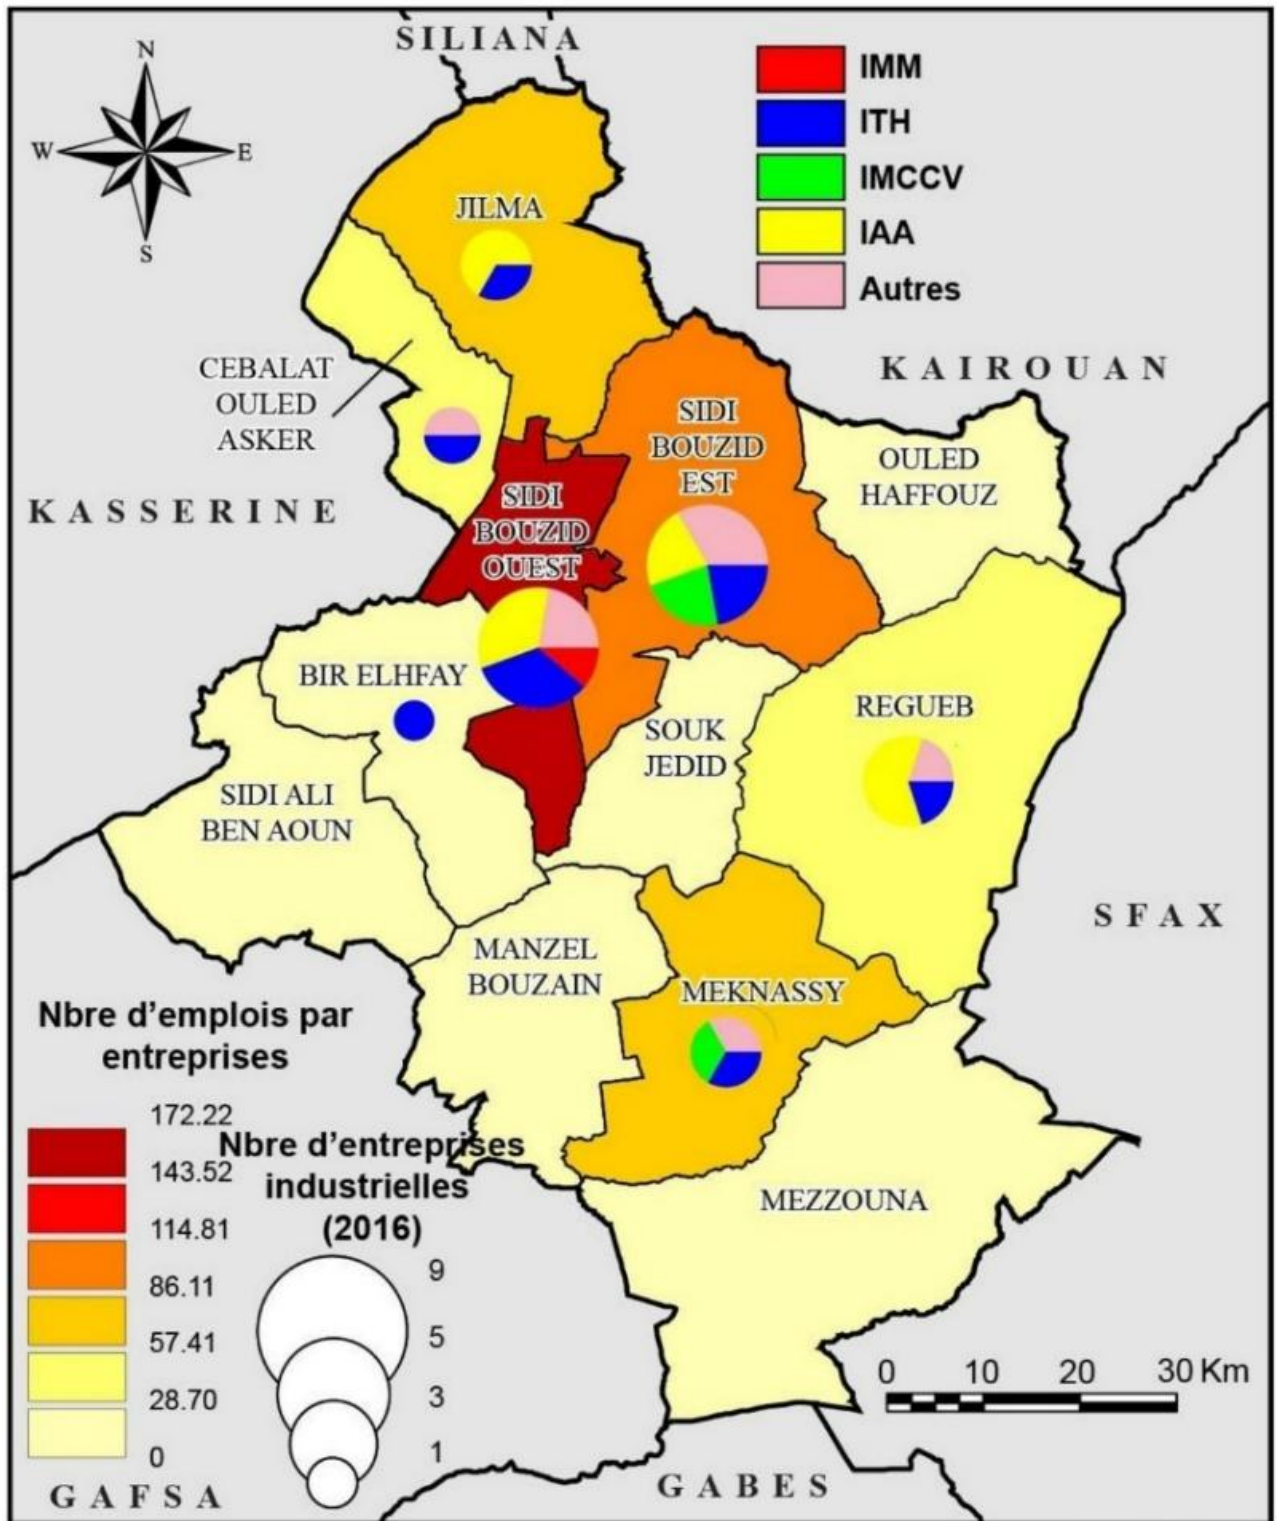 SILIANA
N
W
E
S
IMM
ITH
IMCCV
IAA
Autres
JILMA
CEBALAT
OULED
ASKER
KAIROUAN
SIDI
BOUZID
EST
OULED
HAFFOUZ
KASSERINE
SIDI
BOUZID
OUEST
BIR ELHFAY
REGUEB
SOUK
JEDID
SIDI ALI
BEN AOUN
SFAX
MANZEL
BOUZAIN
MEKNASSY
MEZZOUNA
Nbre d’emplois par
entreprises
172.22
143.52
114.81
86.11
57.41
28.70
0
Nbre d’entreprises
industrielles
(2016)
9
5
3
1
0 10 20 30 Km
GAFSA
GABES